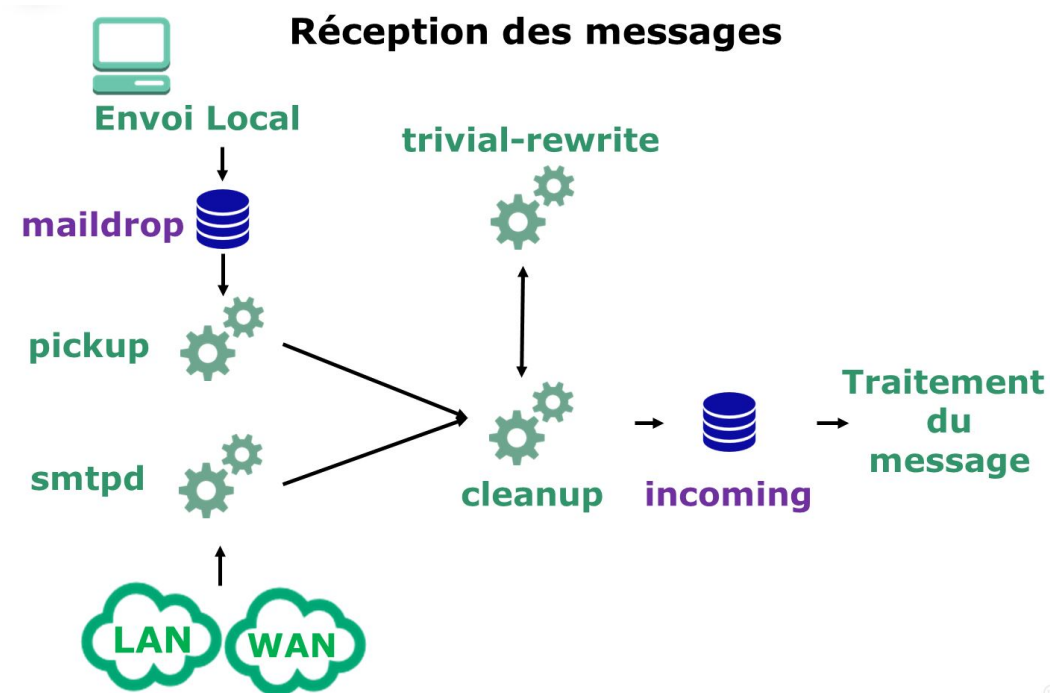 Réception des messages
Envoi Local
trivial-rewrite
maildrop
pickup
smtpd
cleanup
incoming
Traitement
du
message
LAN
WAN